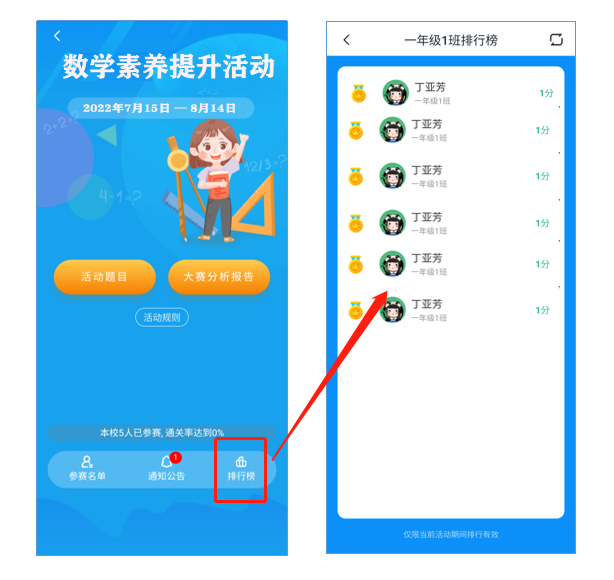 数学素养提升活动
2022年7月15日 — 8月14日
2+2=?
12/3=?
4-1=?
活动题目
大赛分析报告
活动规则
本校5人已参赛, 通关率达到0%
参赛名单
通知公告
1
排行榜
一年级1班排行榜
丁亚芳
一年级1班
1分
丁亚芳
一年级1班
1分
丁亚芳
一年级1班
1分
丁亚芳
一年级1班
1分
丁亚芳
一年级1班
1分
丁亚芳
一年级1班
1分
仅限当前活动期间排行有效